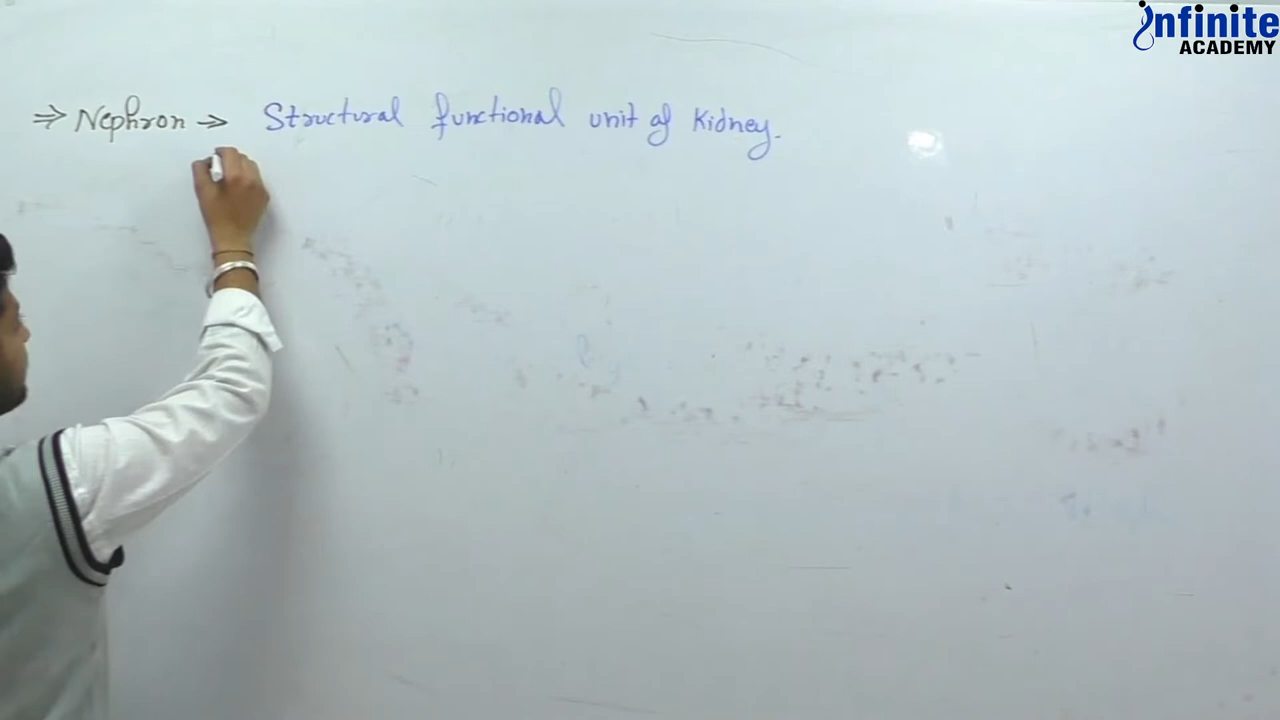 infinite
ACADEMY
⇒ Nephron → Structural functional unit of Kidney.